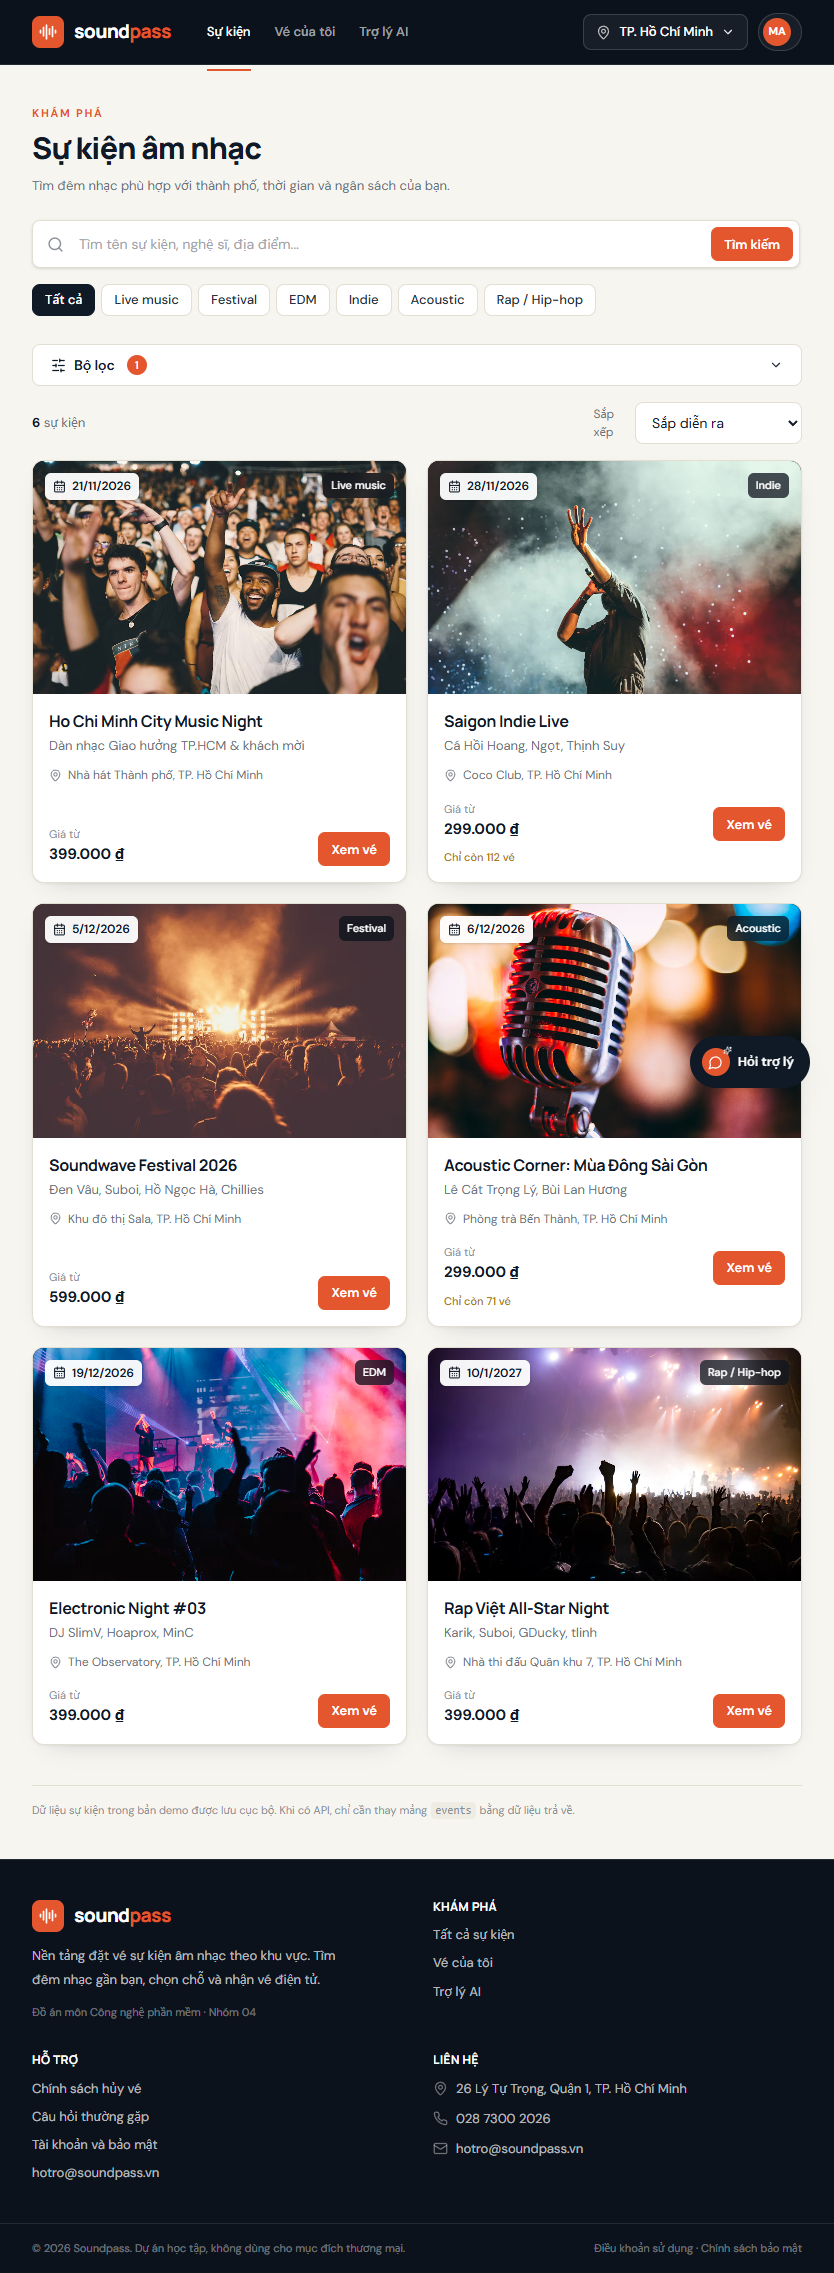 soundpass
Sự kiện
Vé của tôi
Trợ lý AI
TP. Hồ Chí Minh
MA
KHÁM PHÁ
Sự kiện âm nhạc
Tìm đêm nhạc phù hợp với thành phố, thời gian và ngân sách của bạn.
Tìm tên sự kiện, nghệ sĩ, địa điểm...
Tìm kiếm
Tất cả
Live music
Festival
EDM
Indie
Acoustic
Rap / Hip-hop
Bộ lọc
1
6 sự kiện
Sắp
xếp
Sắp diễn ra
21/11/2026
Live music
Ho Chi Minh City Music Night
Dàn nhạc Giao hưởng TP.HCM & khách mời
Nhà hát Thành phố, TP. Hồ Chí Minh
Giá từ
399.000 ₫
Xem vé
28/11/2026
Indie
Saigon Indie Live
Cá Hồi Hoang, Ngọt, Thịnh Suy
Coco Club, TP. Hồ Chí Minh
Giá từ
299.000 ₫
Chỉ còn 112 vé
Xem vé
5/12/2026
Festival
Soundwave Festival 2026
Đen Vâu, Suboi, Hồ Ngọc Hà, Chillies
Khu đô thị Sala, TP. Hồ Chí Minh
Giá từ
599.000 ₫
Xem vé
6/12/2026
Acoustic
Hỏi trợ lý
Acoustic Corner: Mùa Đông Sài Gòn
Lê Cát Trọng Lý, Bùi Lan Hương
Phòng trà Bến Thành, TP. Hồ Chí Minh
Giá từ
299.000 ₫
Chỉ còn 71 vé
Xem vé
19/12/2026
EDM
Electronic Night #03
DJ SlimV, Hoaprox, MinC
The Observatory, TP. Hồ Chí Minh
Giá từ
399.000 ₫
Xem vé
10/1/2027
Rap / Hip-hop
Rap Việt All-Star Night
Karik, Suboi, GDucky, tlinh
Nhà thi đấu Quân khu 7, TP. Hồ Chí Minh
Giá từ
399.000 ₫
Xem vé
Dữ liệu sự kiện trong bản demo được lưu cục bộ. Khi có API, chỉ cần thay mảng events bằng dữ liệu trả về.
soundpass
Nền tảng đặt vé sự kiện âm nhạc theo khu vực. Tìm
đêm nhạc gần bạn, chọn chỗ và nhận vé điện tử.
Đồ án môn Công nghệ phần mềm · Nhóm 04
KHÁM PHÁ
Tất cả sự kiện
Vé của tôi
Trợ lý AI
HỖ TRỢ
Chính sách hủy vé
Câu hỏi thường gặp
Tài khoản và bảo mật
hotro@soundpass.vn
LIÊN HỆ
26 Lý Tự Trọng, Quận 1, TP. Hồ Chí Minh
028 7300 2026
hotro@soundpass.vn
© 2026 Soundpass. Dự án học tập, không dùng cho mục đích thương mại.
Điều khoản sử dụng · Chính sách bảo mật